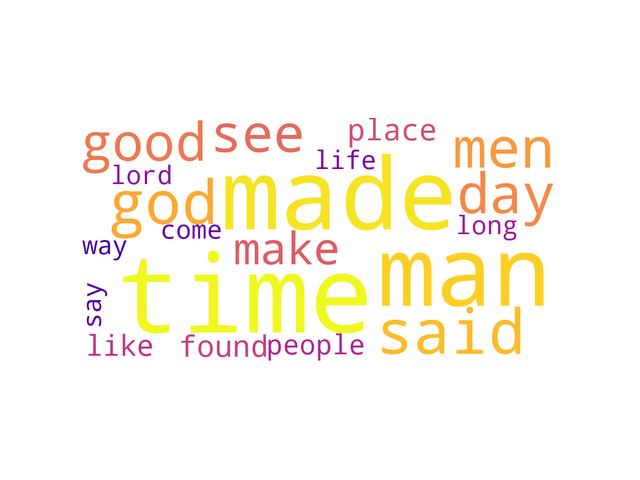 good see place men
lord life
god made day
come long
way make man
say time said
like found people